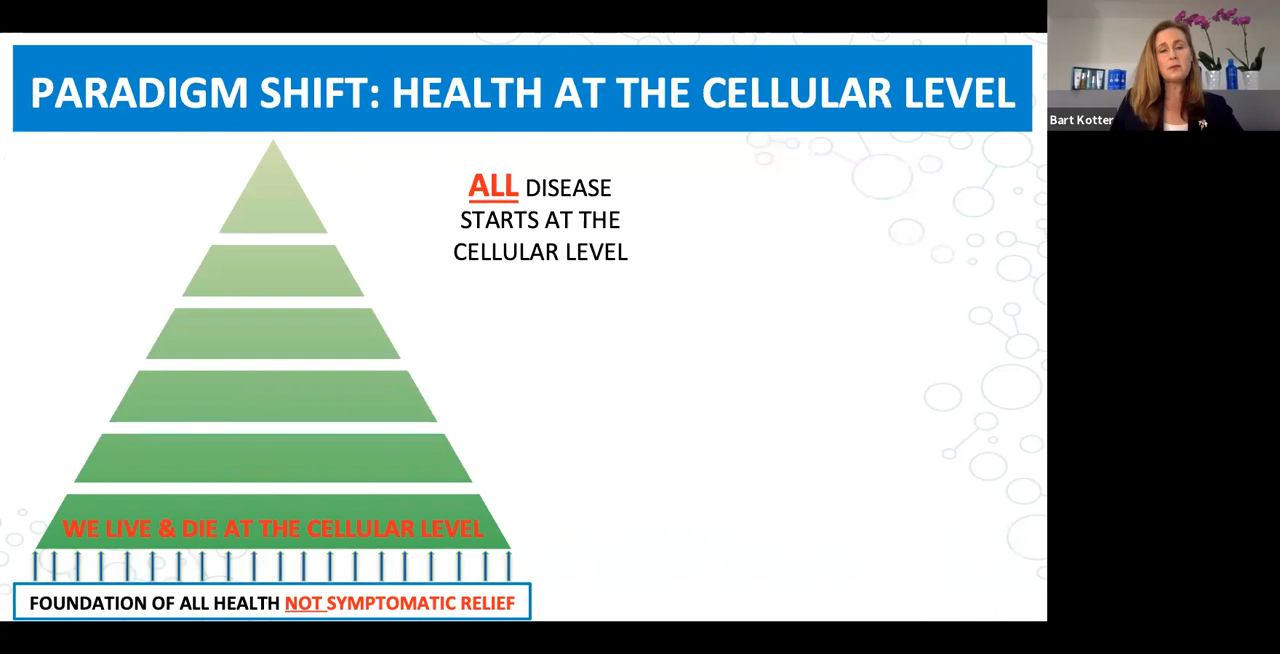 PARADIGM SHIFT: HEALTH AT THE CELLULAR LEVEL
Bart Kotter
ALL DISEASE
STARTS AT THE
CELLULAR LEVEL
WE LIVE & DIE AT THE CELLULAR LEVEL
FOUNDATION OF ALL HEALTH NOT SYMPTOMATIC RELIEF